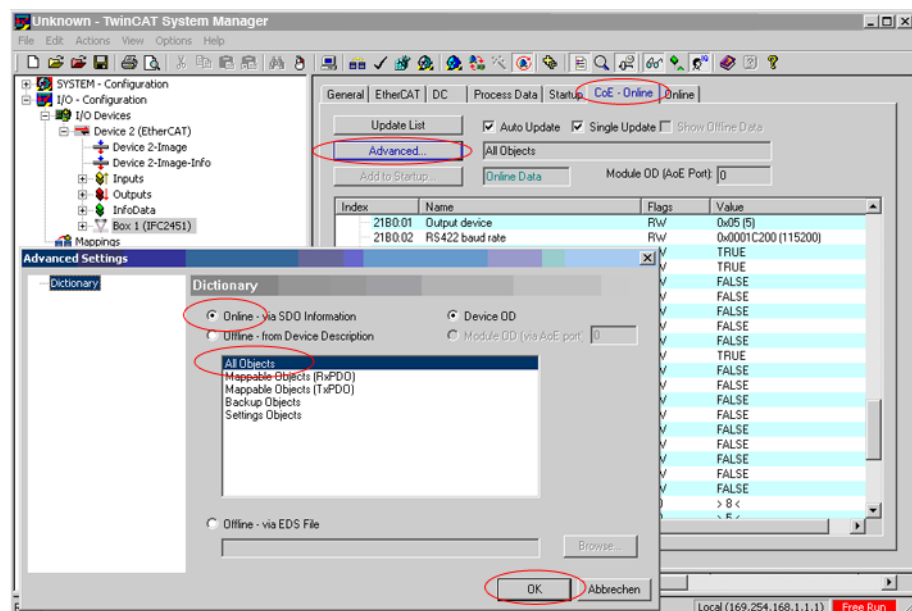 Unknown - TwinCAT System Manager
File Edit Actions View Options Help
SYSTEM - Configuration
I/O - Configuration
I/O Devices
Device 2 (EtherCAT)
Device 2-Image
Device 2-Image-Info
Inputs
Outputs
InfoData
Box 1 (IFC2451)
Mappings
General EtherCAT DC Process Data Startup CoE - Online Online
Update List Auto Update Single Update Show Offline Data
Advanced... All Objects
Add to Startup... Online Data Module OD (AoE Port): 0
Index Name Flags Value
21B0:01 Output device RW 0x05 (5)
21B0:02 RS422 baud rate RW 0x0001C200 (115200)
TRUE
TRUE
FALSE
FALSE
FALSE
FALSE
FALSE
TRUE
FALSE
FALSE
FALSE
FALSE
FALSE
FALSE
FALSE
FALSE
FALSE
> 8 <
> 5 <
Advanced Settings
Dictionary
Dictionary
Online - via SDO Information Device OD
Offline - from Device Description Module OD (via AoE port) 0
All Objects
Mappable Objects (RxPDO)
Mappable Objects (TxPDO)
Backup Objects
Settings Objects
Offline - via EDS File
Browse...
OK Abbrechen
Local (169.254.168.1.1.1) Free Run